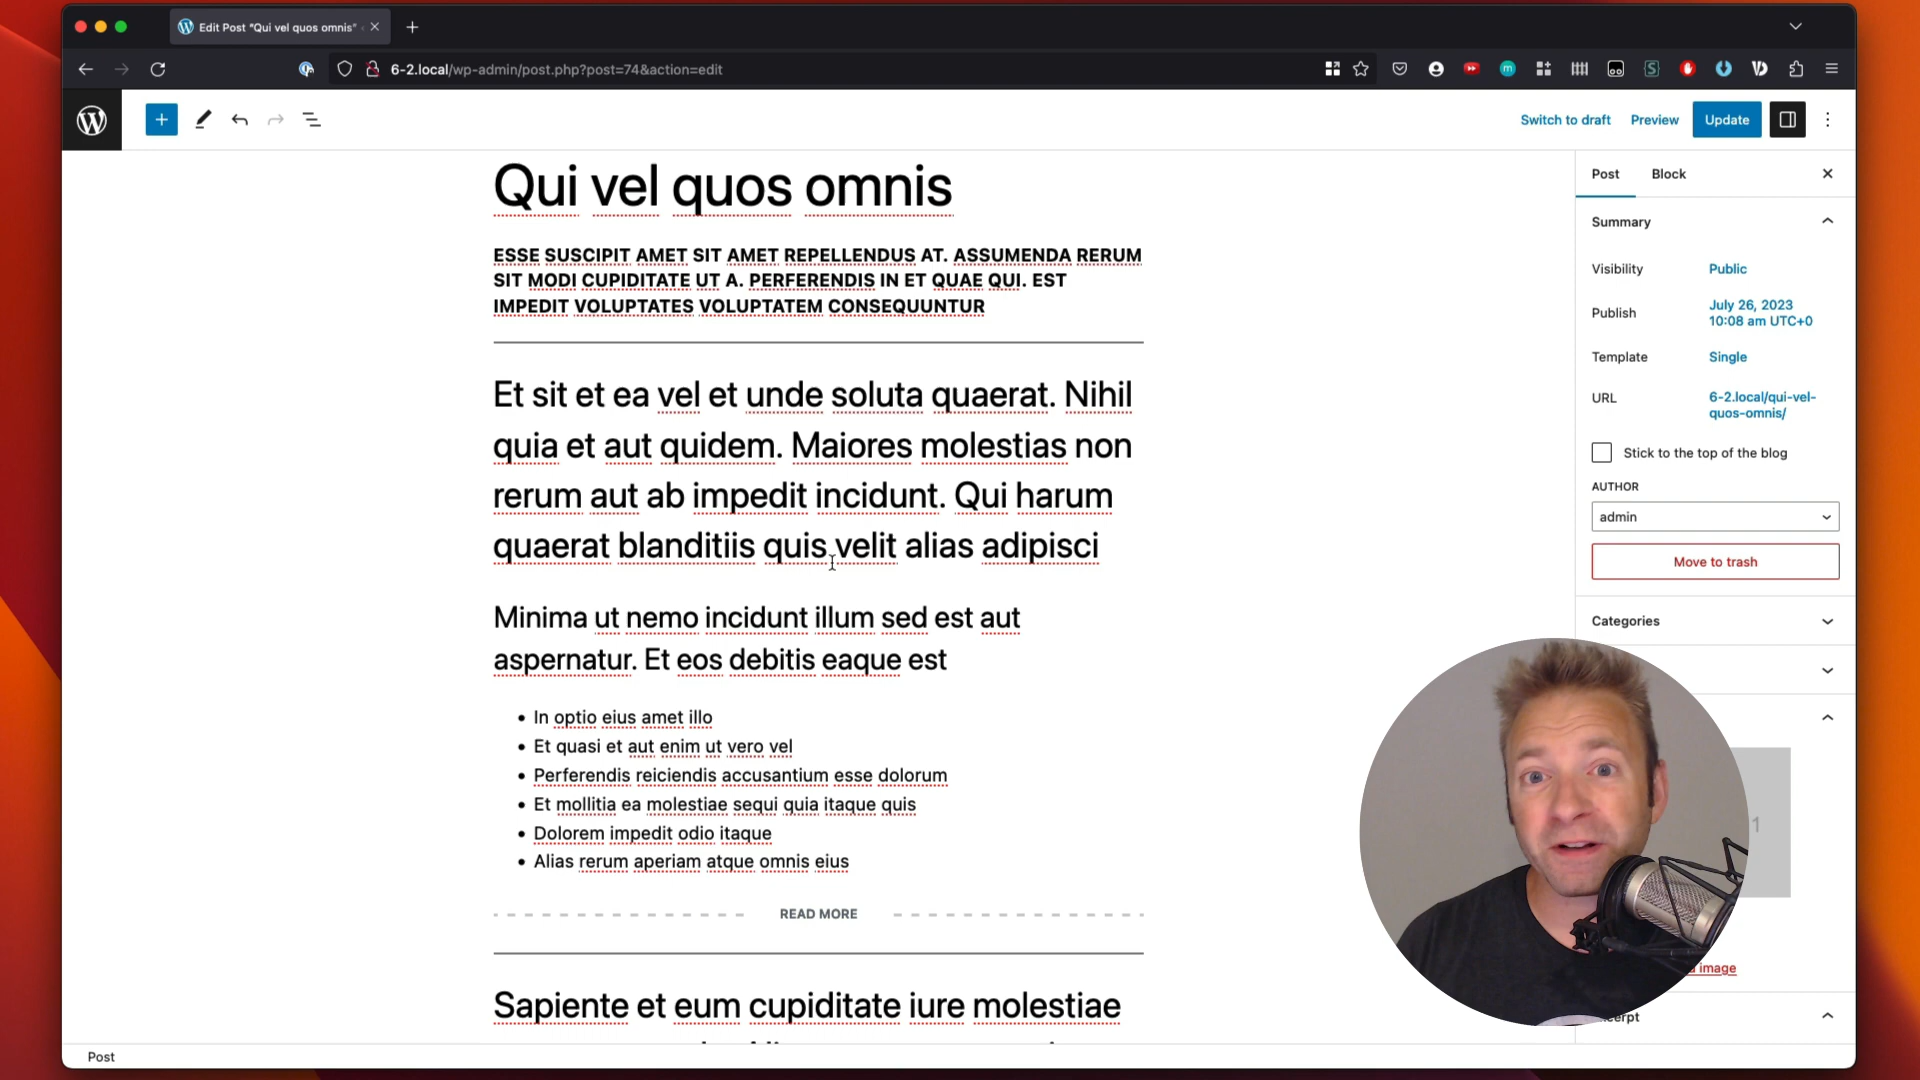 Edit Post "Qui vel quos omnis"
6-2.local/wp-admin/post.php?post=74&action=edit
Switch to draft
Preview
Update
Qui vel quos omnis
ESSE SUSCIPIT AMET SIT AMET REPELLENDUS AT. ASSUMENDA RERUM
SIT MODI CUPIDITATE UT A. PERFERENDIS IN ET QUAE QUI. EST
IMPEDIT VOLUPTATES VOLUPTATEM CONSEQUUNTUR
Et sit et ea vel et unde soluta quaerat. Nihil
quia et aut quidem. Maiores molestias non
rerum aut ab impedit incidunt. Qui harum
quaerat blanditiis quis velit alias adipisci
Minima ut nemo incidunt illum sed est aut
aspernatur. Et eos debitis eaque est
• In optio eius amet illo
• Et quasi et aut enim ut vero vel
• Perferendis reiciendis accusantium esse dolorum
• Et mollitia ea molestiae sequi quia itaque quis
• Dolorem impedit odio itaque
• Alias rerum aperiam atque omnis eius
READ MORE
Sapiente et eum cupiditate iure molestiae
Post
Block
Summary
Visibility
Public
Publish
July 26, 2023
10:08 am UTC+0
Template
Single
URL
6-2.local/qui-vel-
quos-omnis/
Stick to the top of the blog
AUTHOR
admin
Move to trash
Categories
1
image
Post